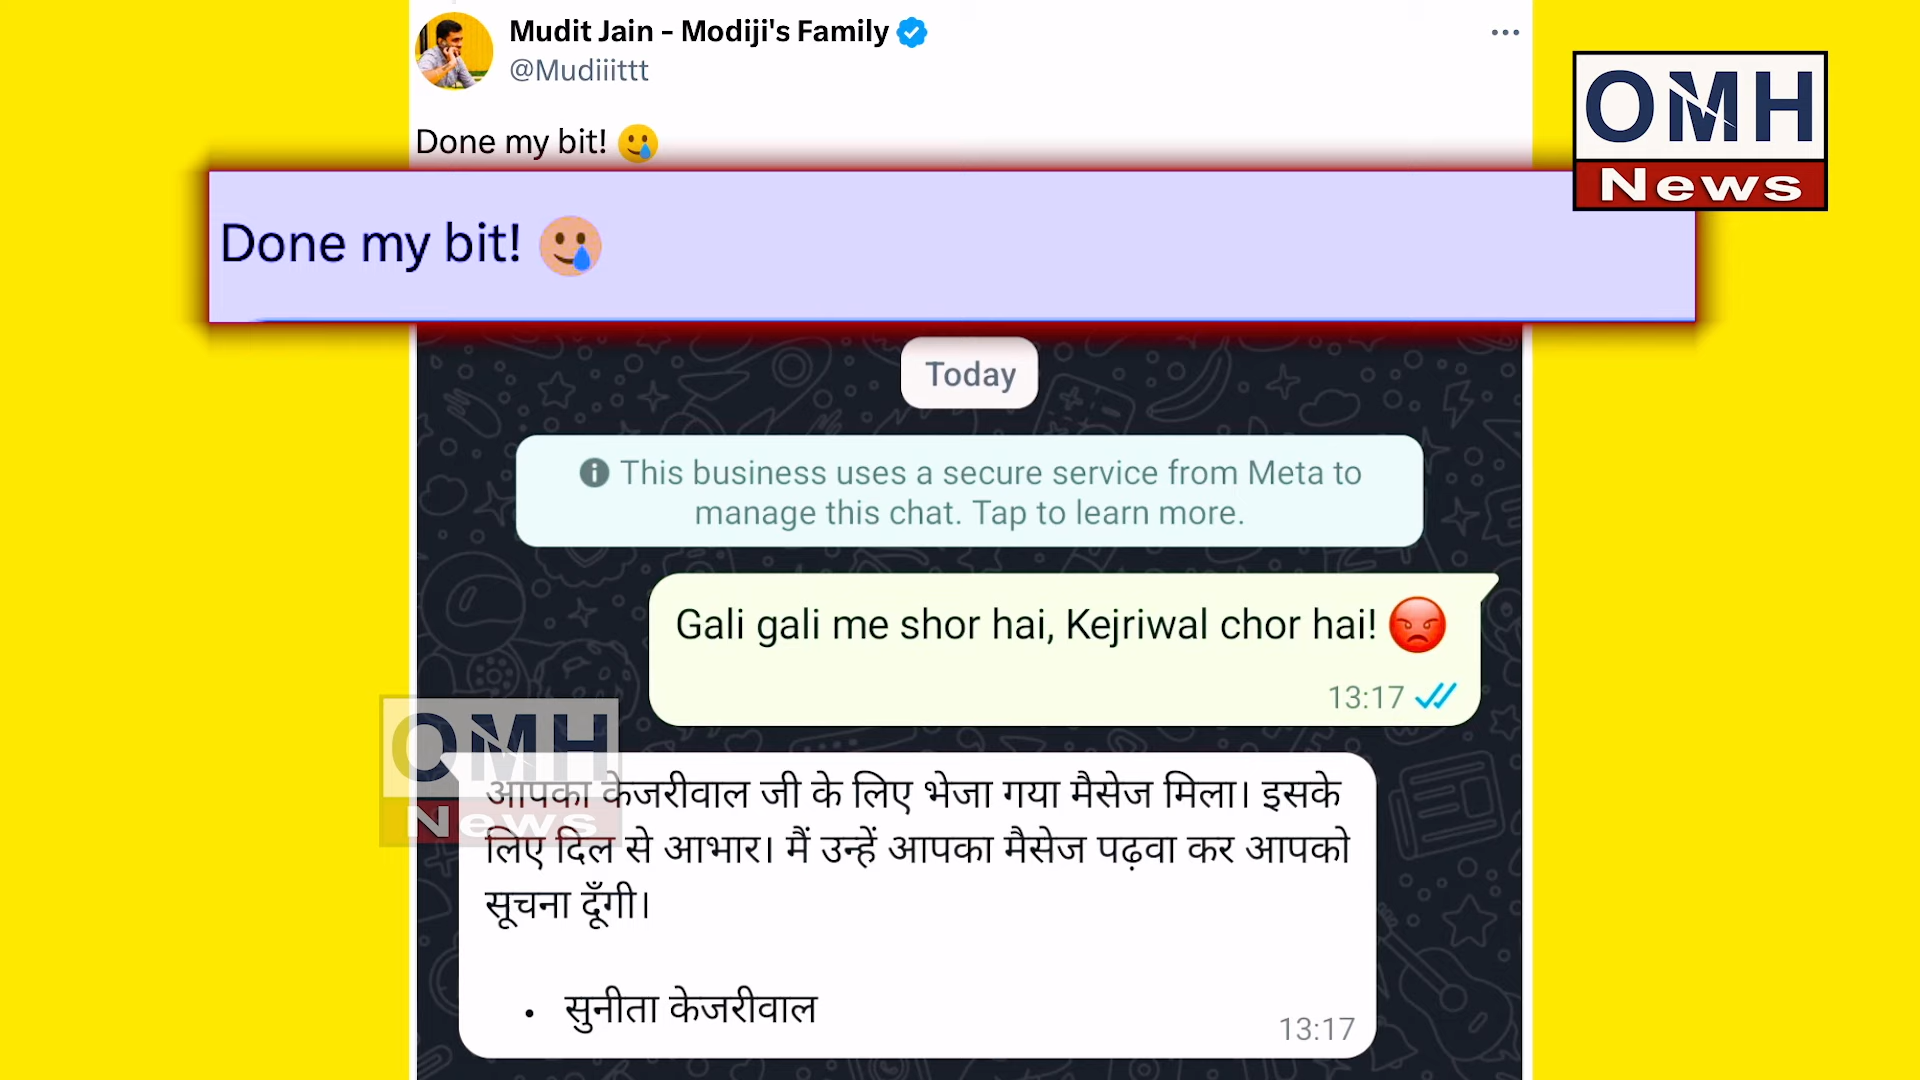 Mudit Jain - Modiji's Family
@Mudiiittt
OMH
News
Done my bit! 🥲
Done my bit! 🥲
Today
This business uses a secure service from Meta to
manage this chat. Tap to learn more.
Gali gali me shor hai, Kejriwal chor hai! 😡
13:17
OMH
News
आपका केजरीवाल जी के लिए भेजा गया मैसेज मिला। इसके
लिए दिल से आभार। मैं उन्हें आपका मैसेज पढ़वा कर आपको
सूचना दूँगी।
• सुनीता केजरीवाल
13:17